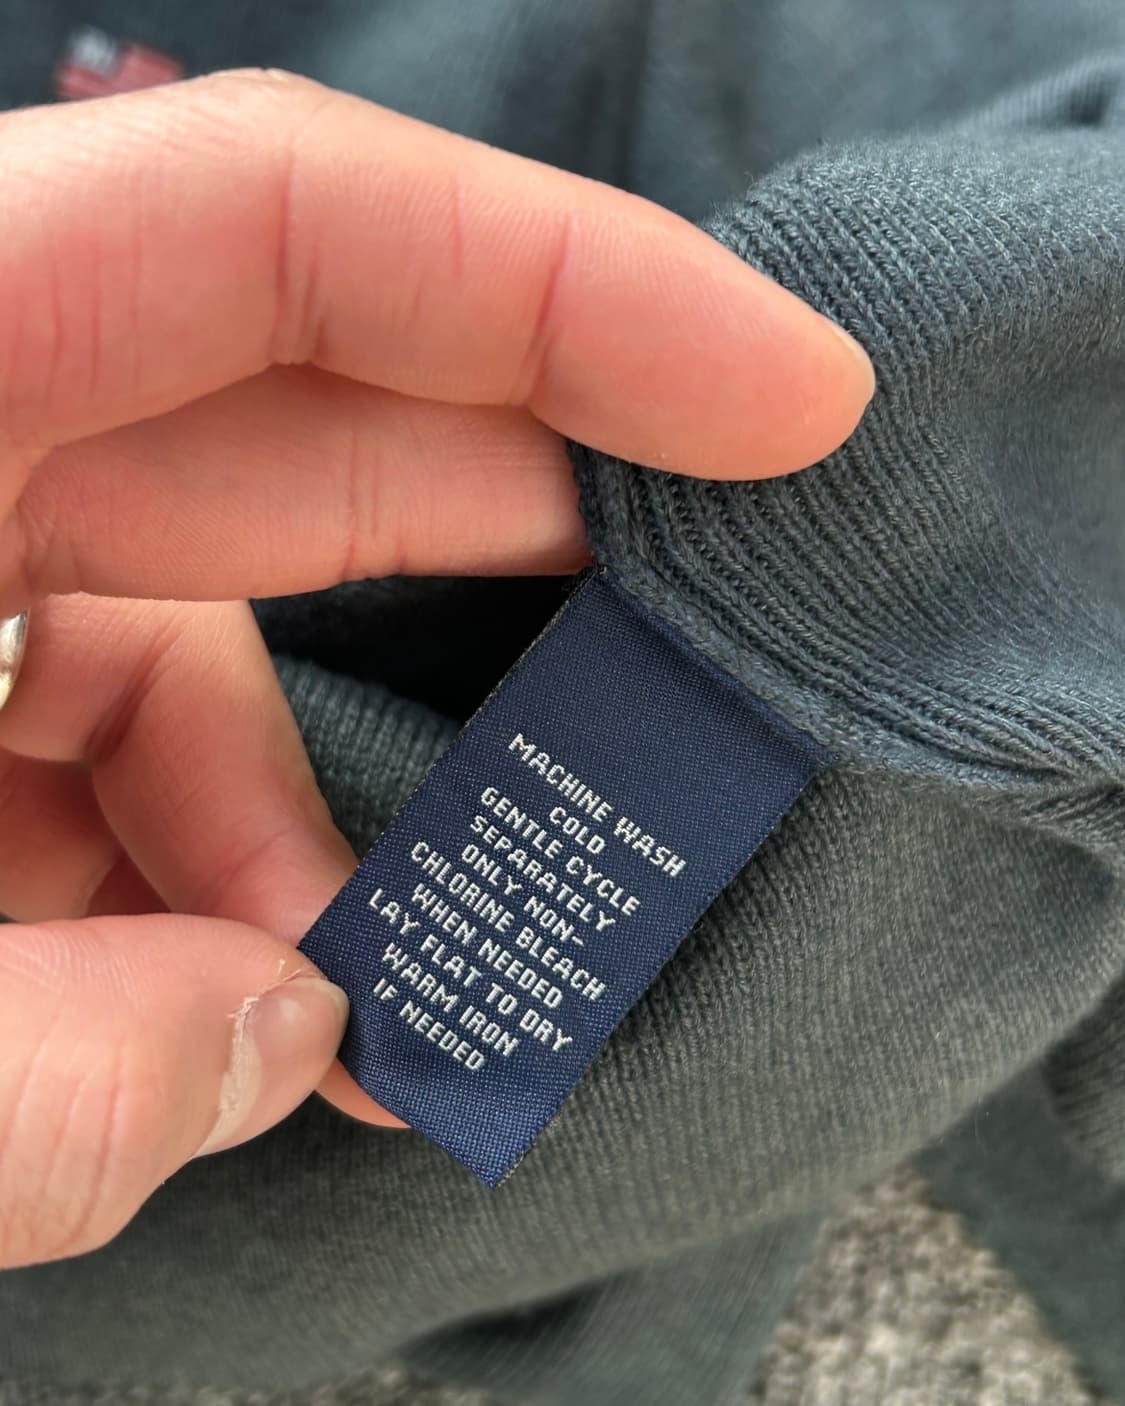 MACHINE WASH
COLD
GENTLE CYCLE
SEPARATELY
ONLY NON-
CHLORINE BLEACH
WHEN NEEDED
LAY FLAT TO DRY
WARM IRON
IF NEEDED